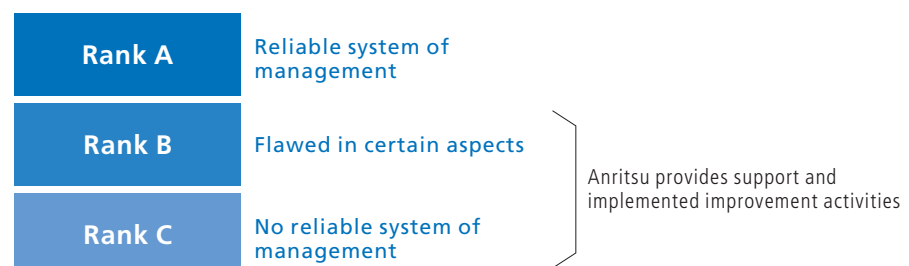 Rank A
Reliable system of
management
Rank B
Flawed in certain aspects
Anritsu provides support and
implemented improvement activities
Rank C
No reliable system of
management